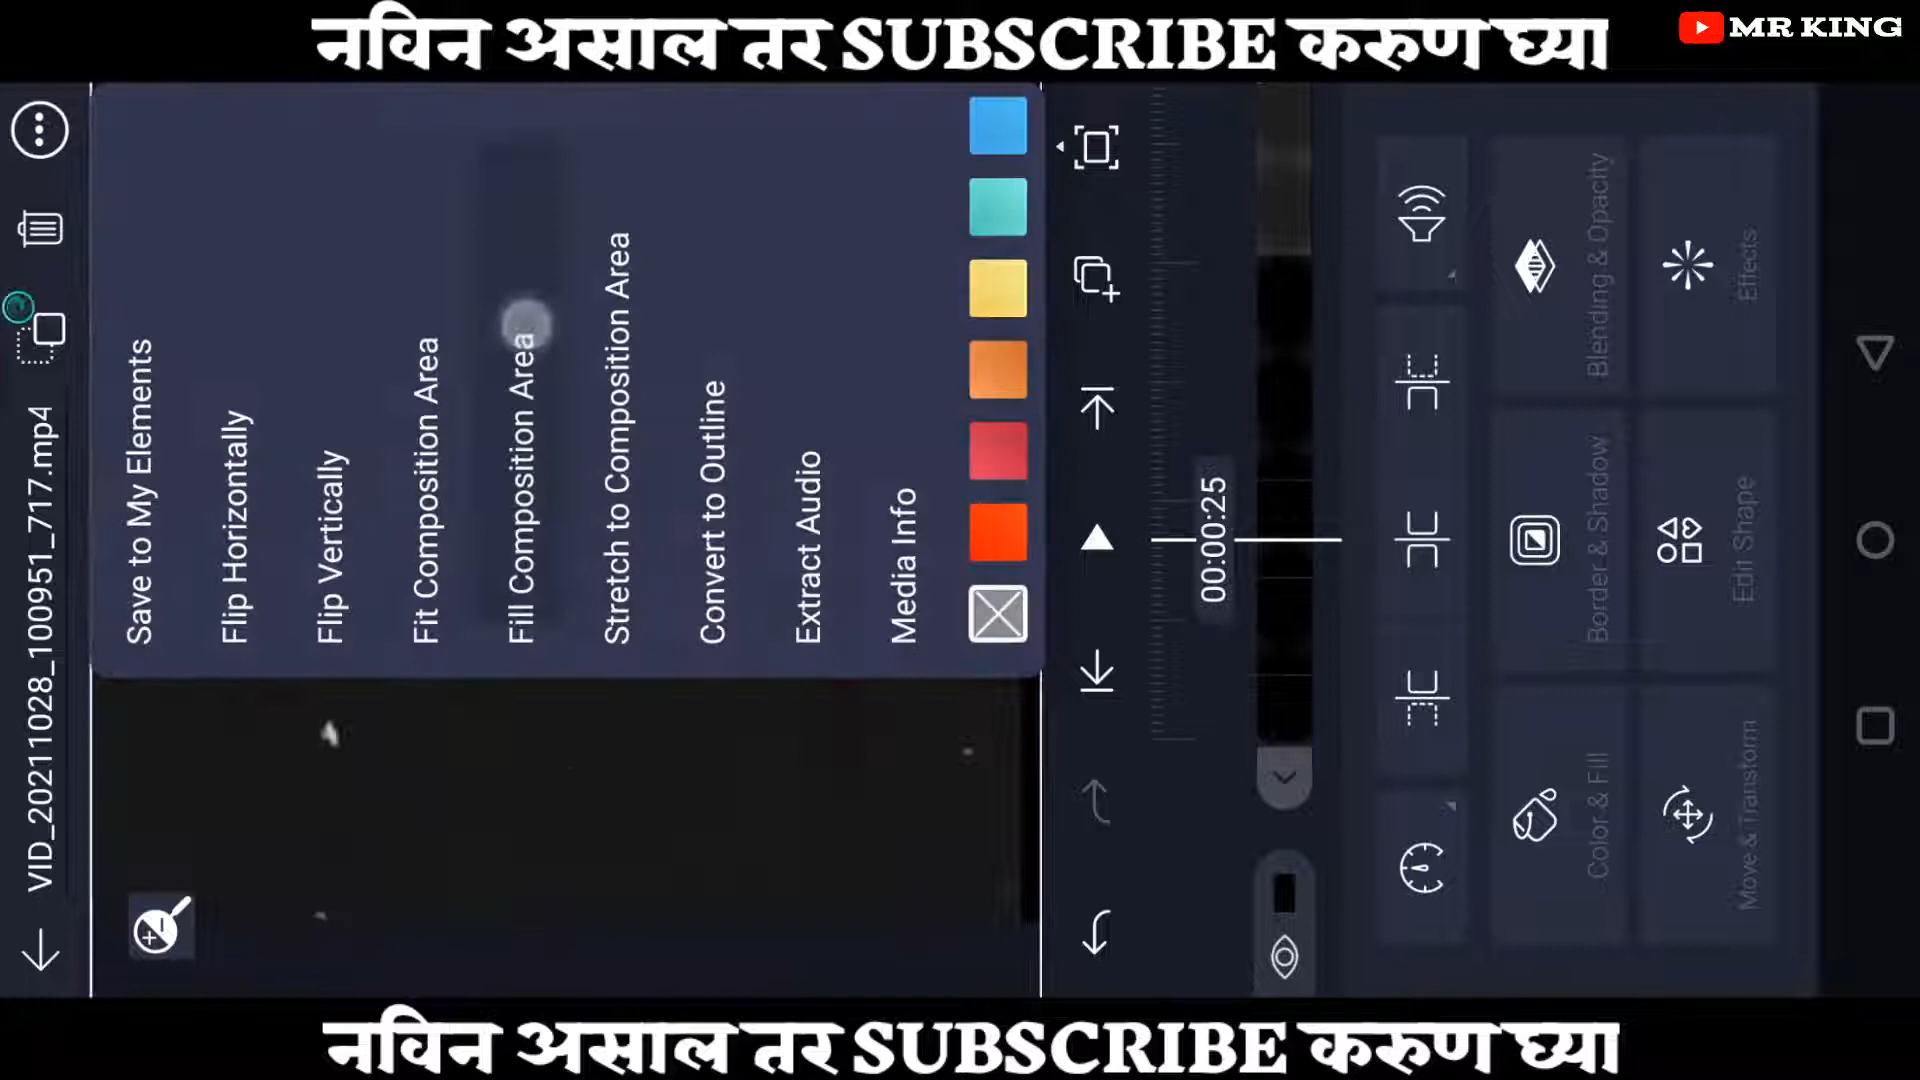 नविन असाल तर SUBSCRIBE करुण घ्या
MR KING
VID_20211028_100951_717.mp4
Save to My Elements
Flip Horizontally
Flip Vertically
Fit Composition Area
Fill Composition Area
Stretch to Composition Area
Convert to Outline
Extract Audio
Media Info
00:00:25
Color & Fill
Border & Shadow
Blending & Opacity
Move & Transform
Edit Shape
Effects
नविन असाल तर SUBSCRIBE करुण घ्या